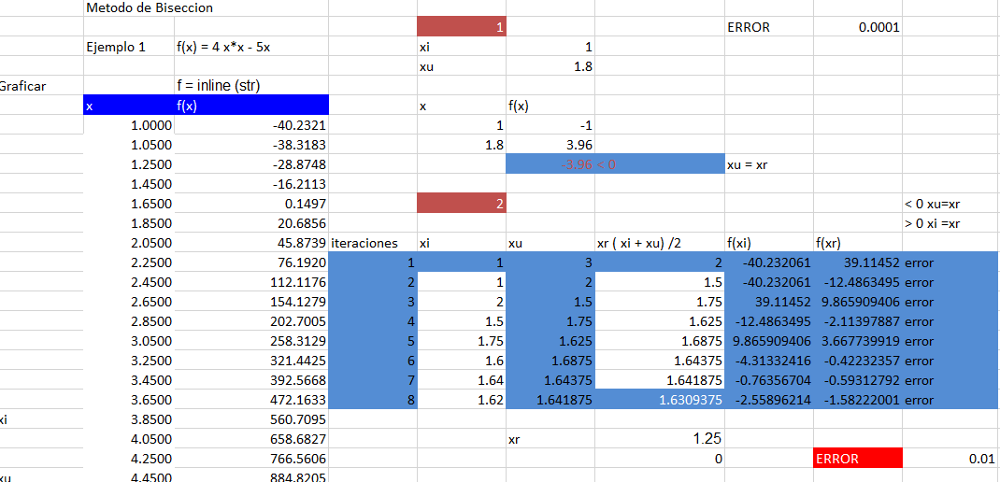 Metodo de Biseccion
1 ERROR 0.0001
Ejemplo 1 f(x) = 4 x*x - 5x xi 1
xu 1.8
Graficar f = inline (str)
x f(x) x f(x)
1.0000 -40.2321 1 -1
1.0500 -38.3183 1.8 3.96
1.2500 -28.8748 -3.96 < 0 xu = xr
1.4500 -16.2113
1.6500 0.1497 2 < 0 xu=xr
1.8500 20.6856 > 0 xi =xr
2.0500 45.8739 iteraciones xi xu xr ( xi + xu) /2 f(xi) f(xr)
2.2500 76.1920 1 1 3 2 -40.232061 39.11452 error
2.4500 112.1176 2 1 2 1.5 -40.232061 -12.4863495 error
2.6500 154.1279 3 2 1.5 1.75 39.11452 9.865909406 error
2.8500 202.7005 4 1.5 1.75 1.625 -12.4863495 -2.11397887 error
3.0500 258.3129 5 1.75 1.625 1.6875 9.865909406 3.667739919 error
3.2500 321.4425 6 1.6 1.6875 1.64375 -4.31332416 -0.42232357 error
3.4500 392.5668 7 1.64 1.64375 1.641875 -0.76356704 -0.59312792 error
3.6500 472.1633 8 1.62 1.641875 1.6309375 -2.55896214 -1.58222001 error
xi 3.8500 560.7095
4.0500 658.6827 xr 1.25
4.2500 766.5606 0 ERROR 0.01
xu 4.4500 884.8205